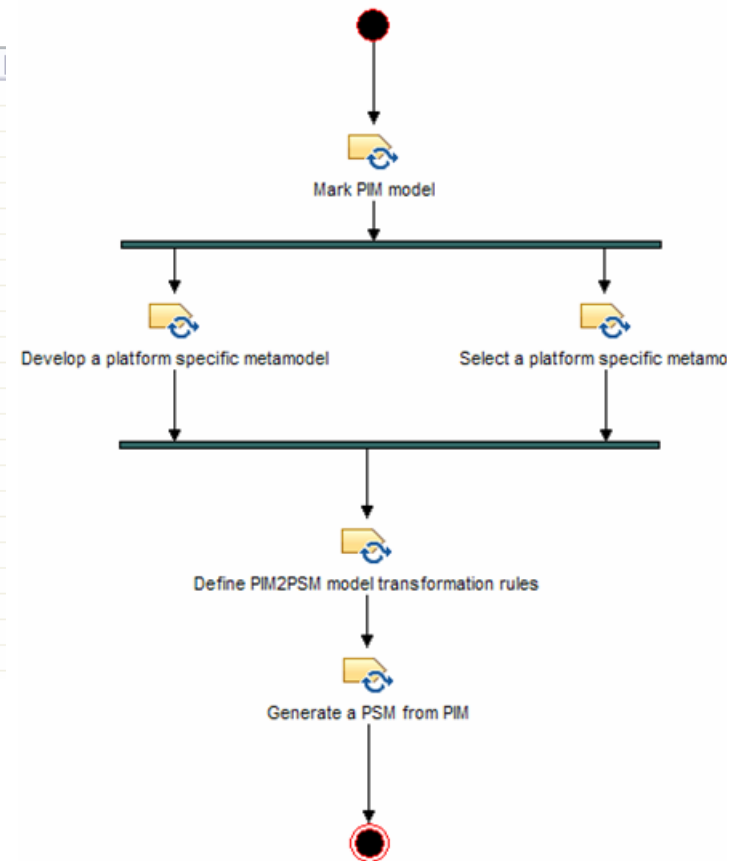 Mark PIM model
Develop a platform specific metamodel
Select a platform specific metamo
Define PIM2PSM model transformation rules
Generate a PSM from PIM